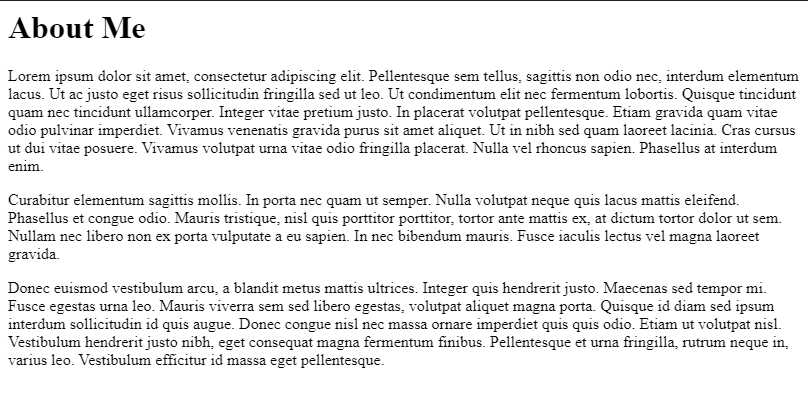 About Me
Lorem ipsum dolor sit amet, consectetur adipiscing elit. Pellentesque sem tellus, sagittis non odio nec, interdum elementum
lacus. Ut ac justo eget risus sollicitudin fringilla sed ut leo. Ut condimentum elit nec fermentum lobortis. Quisque tincidunt
quam nec tincidunt ullamcorper. Integer vitae pretium justo. In placerat volutpat pellentesque. Etiam gravida quam vitae
odio pulvinar imperdiet. Vivamus venenatis gravida purus sit amet aliquet. Ut in nibh sed quam laoreet lacinia. Cras cursus
ut dui vitae posuere. Vivamus volutpat urna vitae odio fringilla placerat. Nulla vel rhoncus sapien. Phasellus at interdum
enim.
Curabitur elementum sagittis mollis. In porta nec quam ut semper. Nulla volutpat neque quis lacus mattis eleifend.
Phasellus et congue odio. Mauris tristique, nisl quis porttitor porttitor, tortor ante mattis ex, at dictum tortor dolor ut sem.
Nullam nec libero non ex porta vulputate a eu sapien. In nec bibendum mauris. Fusce iaculis lectus vel magna laoreet
gravida.
Donec euismod vestibulum arcu, a blandit metus mattis ultrices. Integer quis hendrerit justo. Maecenas sed tempor mi.
Fusce egestas urna leo. Mauris viverra sem sed libero egestas, volutpat aliquet magna porta. Quisque id diam sed ipsum
interdum sollicitudin id quis augue. Donec congue nisl nec massa ornare imperdiet quis quis odio. Etiam ut volutpat nisl.
Vestibulum hendrerit justo nibh, eget consequat magna fermentum finibus. Pellentesque et urna fringilla, rutrum neque in,
varius leo. Vestibulum efficitur id massa eget pellentesque.